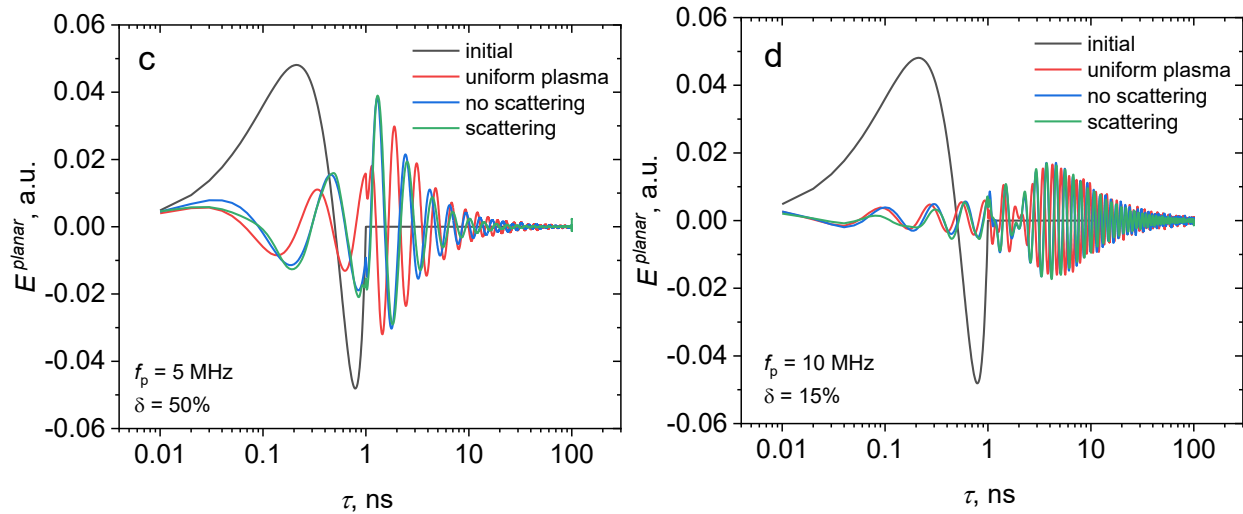 c
initial
uniform plasma
no scattering
scattering
0.06
0.04
0.02
0.00
-0.02
-0.04
-0.06
E^planar, a.u.
f_p = 5 MHz
δ = 50%
0.01 0.1 1 10 100
τ, ns
d
initial
uniform plasma
no scattering
scattering
0.06
0.04
0.02
0.00
-0.02
-0.04
-0.06
E^planar, a.u.
f_p = 10 MHz
δ = 15%
0.01 0.1 1 10 100
τ, ns